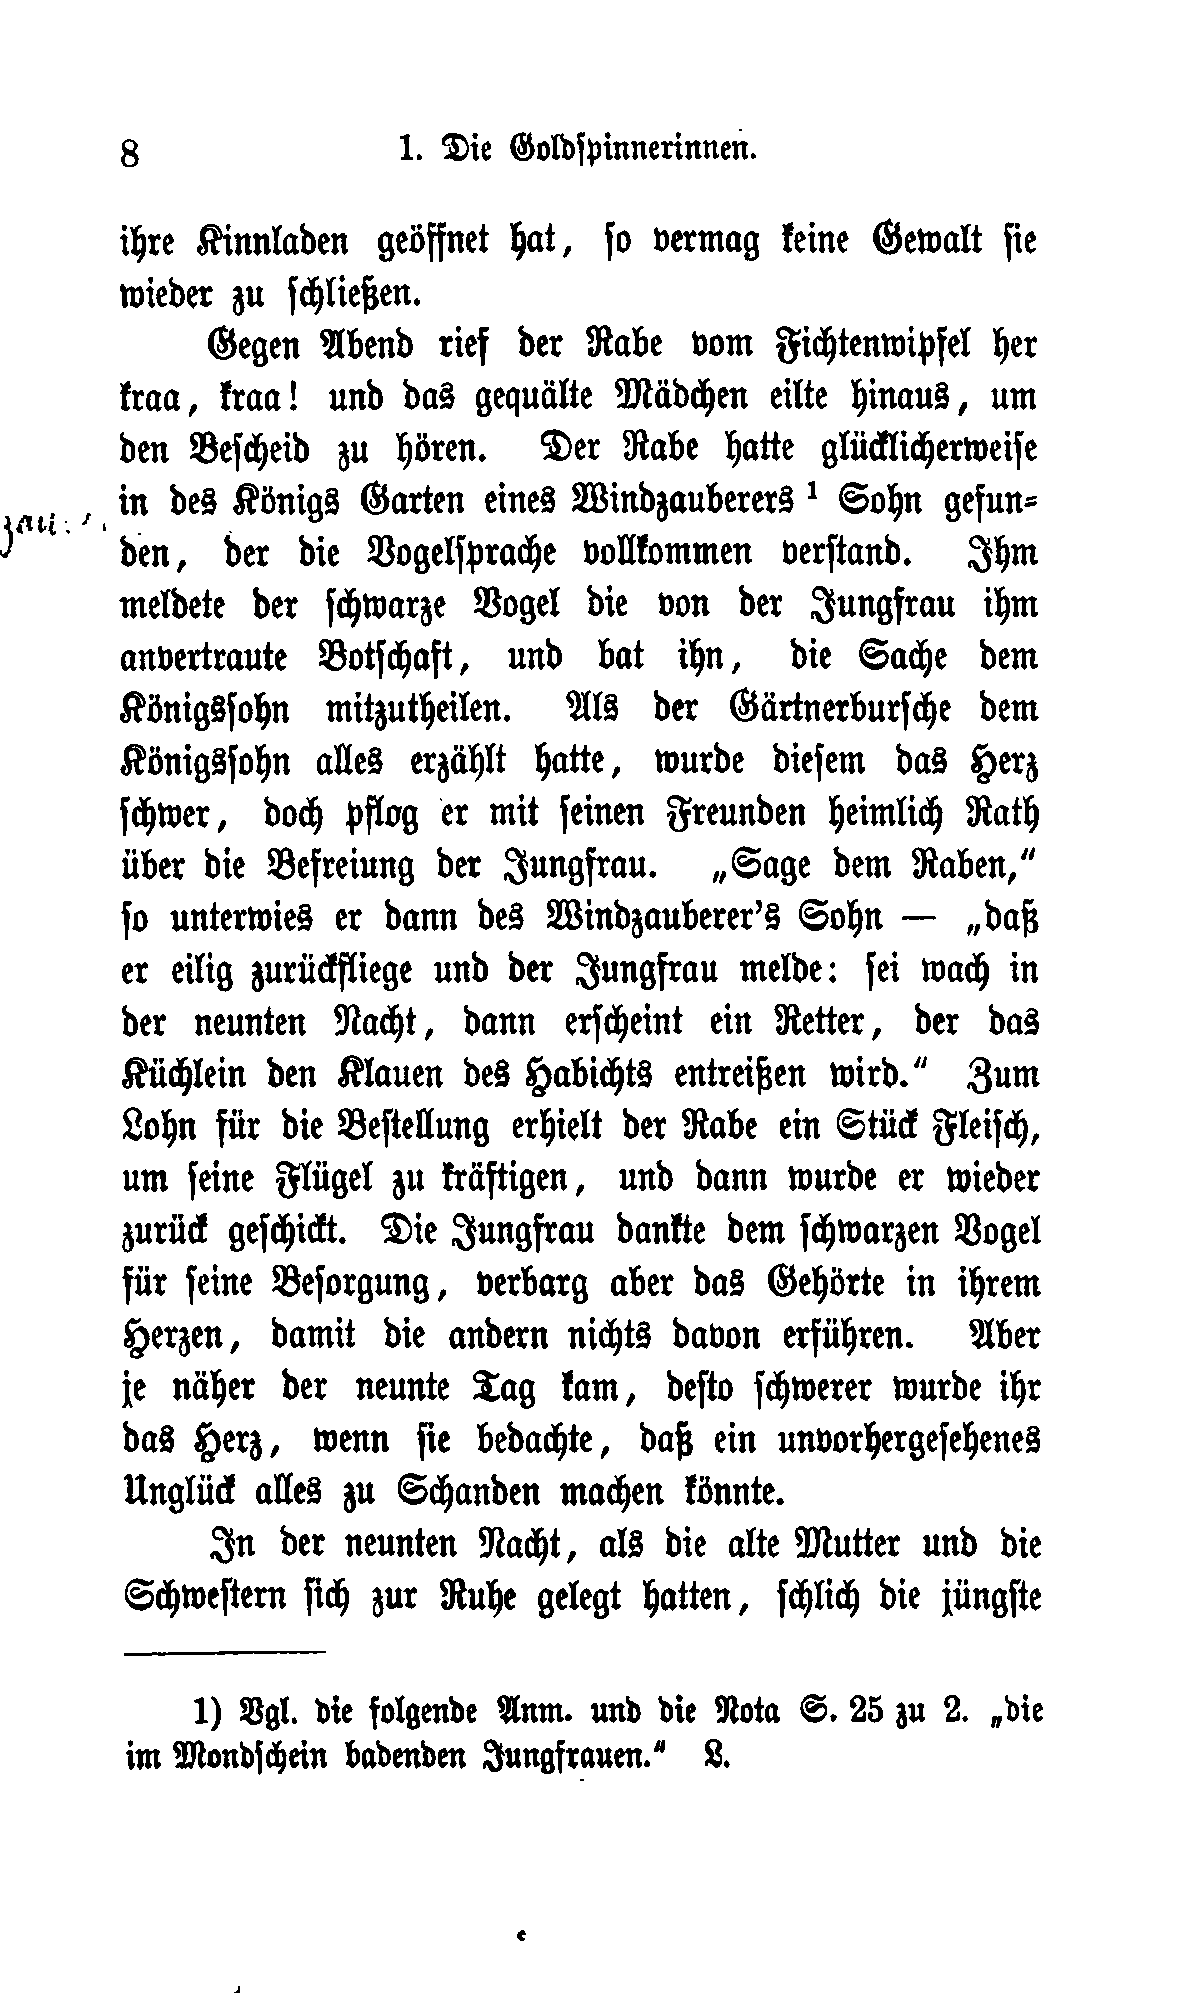 8 1. Die Goldspinnerinnen.
ihre Kinnladen geöffnet hat, so vermag keine Gewalt sie
wieder zu schließen.
Gegen Abend rief der Rabe vom Fichtenwipfel her
kraa, kraa! und das gequälte Mädchen eilte hinaus, um
den Bescheid zu hören. Der Rabe hatte glücklicherweise
in des Königs Garten eines Windzauberers ¹ Sohn gefun-
den, der die Vogelsprache vollkommen verstand. Ihm
meldete der schwarze Vogel die von der Jungfrau ihm
anvertraute Botschaft, und bat ihn, die Sache dem
Königssohn mitzutheilen. Als der Gärtnerbursche dem
Königssohn alles erzählt hatte, wurde diesem das Herz
schwer, doch pflog er mit seinen Freunden heimlich Rath
über die Befreiung der Jungfrau. „Sage dem Raben,“
so unterwies er dann des Windzauberer's Sohn — „daß
er eilig zurückfliege und der Jungfrau melde: sei wach in
der neunten Nacht, dann erscheint ein Retter, der das
Küchlein den Klauen des Habichts entreißen wird.“ Zum
Lohn für die Bestellung erhielt der Rabe ein Stück Fleisch,
um seine Flügel zu kräftigen, und dann wurde er wieder
zurück geschickt. Die Jungfrau dankte dem schwarzen Vogel
für seine Besorgung, verbarg aber das Gehörte in ihrem
Herzen, damit die andern nichts davon erführen. Aber
je näher der neunte Tag kam, desto schwerer wurde ihr
das Herz, wenn sie bedachte, daß ein unvorhergesehenes
Unglück alles zu Schanden machen könnte.
In der neunten Nacht, als die alte Mutter und die
Schwestern sich zur Ruhe gelegt hatten, schlich die jüngste
1) Vgl. die folgende Anm. und die Nota S. 25 zu 2. „die
im Mondschein badenden Jungfrauen.“ L.